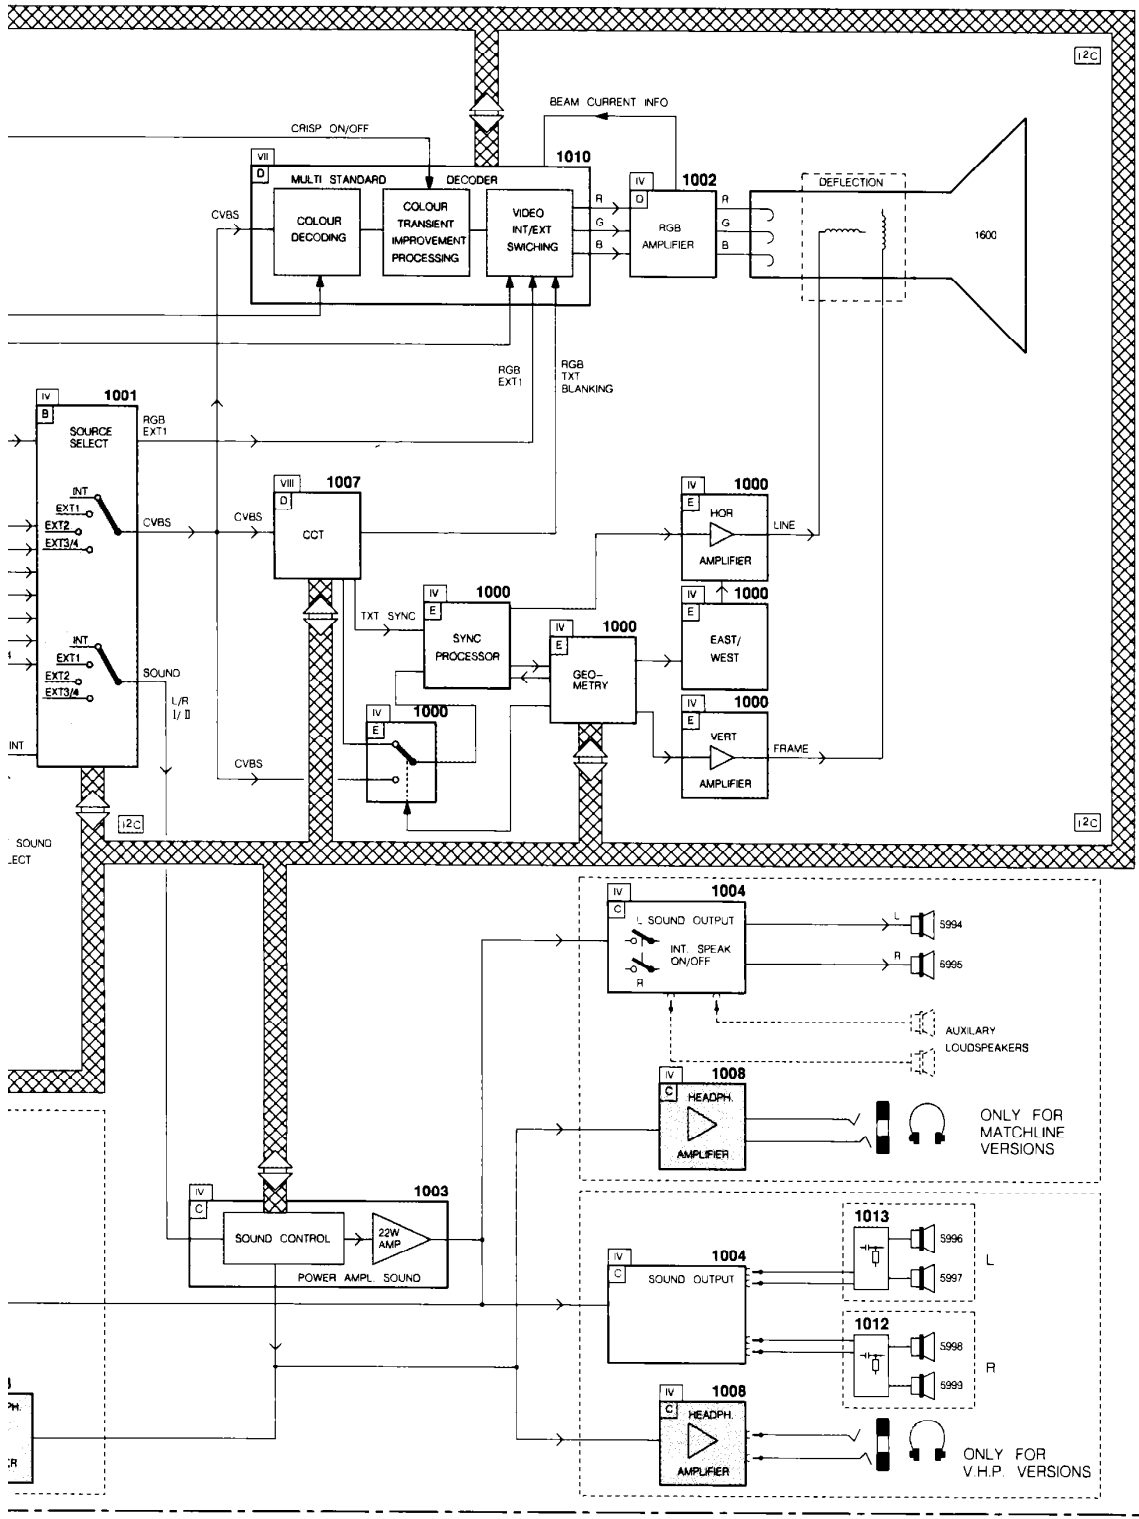 I2C
BEAM CURRENT INFO
CRISP ON/OFF
VII
D
1010
MULTI STANDARD DECODER
COLOUR
DECODING
COLOUR
TRANSIENT
IMPROVEMENT
PROCESSING
VIDEO
INT/EXT
SWICHING
CVBS
R
G
B
IV
D
1002
RGB
AMPLIFIER
R
G
B
DEFLECTION
1600
RGB
EXT1
RGB
TXT
BLANKING
IV
B
1001
SOURCE
SELECT
RGB
EXT1
INT
EXT1
EXT2
EXT3/4
CVBS
CVBS
VIII
D
1007
CCT
IV
E
1000
HOR
AMPLIFIER
LINE
TXT SYNC
IV
E
1000
SYNC
PROCESSOR
IV
E
1000
GEO-
METRY
IV
E
1000
EAST/
WEST
INT
EXT1
EXT2
EXT3/4
SOUND
L/R
I/II
IV
E
1000
IV
E
1000
VERT
AMPLIFIER
FRAME
INT
CVBS
I2C
I2C
SOUND
LECT
IV
C
1004
L SOUND OUTPUT
INT. SPEAK
ON/OFF
R
L
5994
R
5995
AUXILARY
LOUDSPEAKERS
IV
C
1008
HEADPH.
AMPLIFIER
ONLY FOR
MATCHLINE
VERSIONS
IV
C
1003
SOUND CONTROL
22W
AMP
POWER AMPL. SOUND
IV
C
1004
SOUND OUTPUT
1013
5996
5997
L
1012
5998
5999
R
IV
C
1008
HEADPH.
AMPLIFIER
ONLY FOR
V.H.P. VERSIONS
PH.
ER